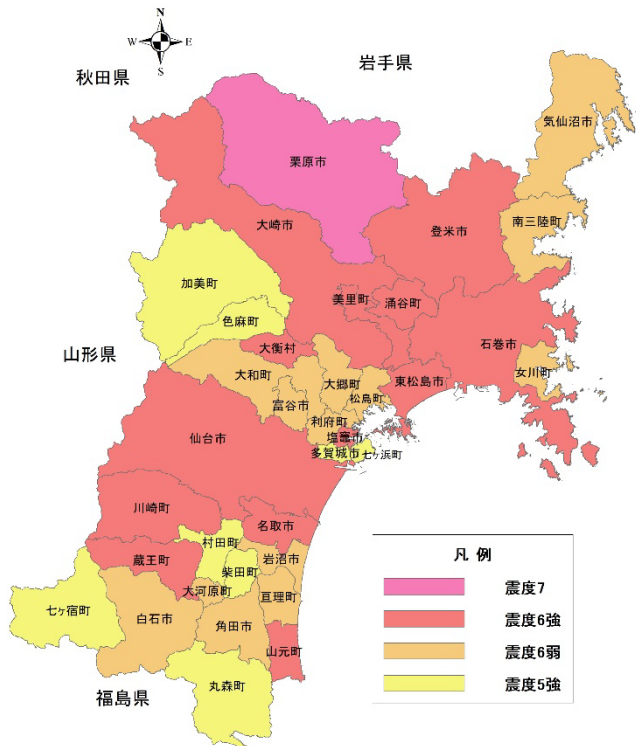 N
W E
S
秋田県
岩手県
気仙沼市
栗原市
南三陸町
大崎市
登米市
加美町
美里町
涌谷町
色麻町
石巻市
大衡村
山形県
大和町
大郷町
東松島市
女川町
富谷市
松島町
利府町
仙台市
塩竈市
多賀城市
七ヶ浜町
川崎町
名取市
村田町
蔵王町
岩沼市
柴田町
大河原町
亘理町
七ヶ宿町
白石市
角田市
山元町
丸森町
福島県
凡 例
震度7
震度6強
震度6弱
震度5強